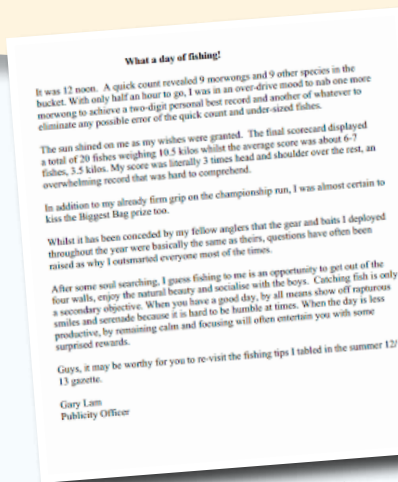 What a day of fishing!
It was 12 noon. A quick count revealed 9 morwongs and 9 other species in the
bucket. With only half an hour to go, I was in an over-drive mood to nab one more
morwong to achieve a two-digit personal best record and another of whatever to
eliminate any possible error of the quick count and under-sized fishes.
The sun shined on me as my wishes were granted. The final scorecard displayed
a total of 20 fishes weighing 10.5 kilos whilst the average score was about 6-7
fishes, 3.5 kilos. My score was literally 3 times head and shoulder over the rest, an
overwhelming record that was hard to comprehend.
In addition to my already firm grip on the championship run, I was almost certain to
kiss the Biggest Bag prize too.
Whilst it has been conceded by my fellow anglers that the gear and baits I deployed
throughout the year were basically the same as theirs, questions have often been
raised as why I outsmarted everyone most of the times.
After some soul searching, I guess fishing to me is an opportunity to get out of the
four walls, enjoy the natural beauty and socialise with the boys. Catching fish is only
a secondary objective. When you have a good day, by all means show off rapturous
smiles and serenade because it is hard to be humble at times. When the day is less
productive, by remaining calm and focusing will often entertain you with some
surprised rewards.
Guys, it may be worthy for you to re-visit the fishing tips I tabled in the summer 12/
13 gazette.
Gary Lam
Publicity Officer